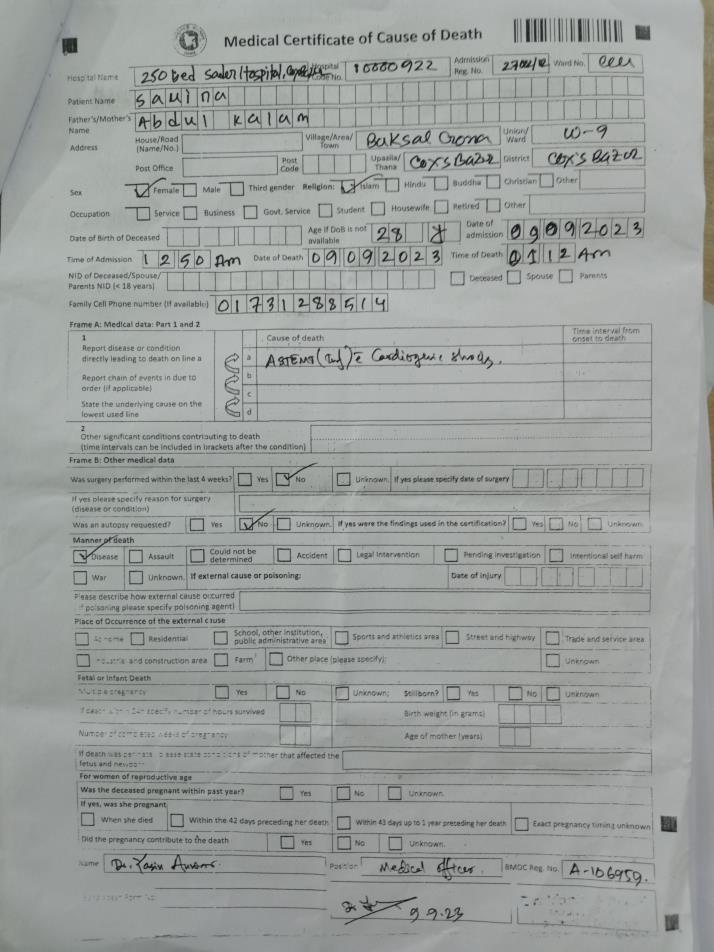 Medical Certificate of Cause of Death
Hospital Name 250 Bed Sader Hospital, Hospital Code No. 10000922 Admission Reg. No. Ward No. CCU
Patient Name
Father's/Mother's Name Abdul Kalam
Address House/Road (Name/No.) Village/Area/Town Union/Ward W-9
Post Office Post Code Upazila/Thana Cox's Bazar District Cox's Bazar
Sex Female Male Third gender Religion: Islam Hindu Buddha Christian Other
Occupation Service Business Govt. Service Student Housewife Retired Other
Date of Birth of Deceased Age if DoB is not available 28 Y Date of admission 09092023
Time of Admission 1250 Am Date of Death 09092023 Time of Death 0112 Am
NID of Deceased/Spouse/Parents NID (< 18 years) Deceased Spouse Parents
Family Cell Phone number (if available) 01731288514
Frame A: Medical data: Part 1 and 2
1 Cause of death Time interval from onset to death
Report disease or condition directly leading to death on line a
a (Inf) c̄ Cardiogenic Shock.
Report chain of events in due to order (if applicable)
b
c
State the underlying cause on the lowest used line
d
2
Other significant conditions contributing to death
(time intervals can be included in brackets after the condition)
Frame B: Other medical data
Was surgery performed within the last 4 weeks? Yes No Unknown. If yes please specify date of surgery
If yes please specify reason for surgery (disease or condition)
Was an autopsy requested? Yes No Unknown. If yes were the findings used in the certification? Yes No Unknown
Manner of death
Disease Assault Could not be determined Accident Legal Intervention Pending investigation Intentional self harm
War Unknown. If external cause or poisoning: Date of injury
Please describe how external cause occurred
if poisoning please specify poisoning agent)
Place of Occurrence of the external cause
At home Residential School, other institution, public administrative area Sports and athletics area Street and highway Trade and service area
Industrial and construction area Farm Other place (please specify): Unknown
Fetal or Infant Death
Multiple pregnancy Yes No Unknown; Stillborn? Yes No Unknown
If death within 24h specify number of hours survived Birth weight (in grams)
Number of completed weeks of pregnancy Age of mother (years)
If death was perinatal, please state conditions of mother that affected the fetus and newborn
For women of reproductive age
Was the deceased pregnant within past year? Yes No Unknown.
If yes, was she pregnant
When she died Within the 42 days preceding her death Within 43 days up to 1 year preceding her death Exact pregnancy timing unknown
Did the pregnancy contribute to the death Yes No Unknown.
Name Dr. Yasin Position Medical officer. BMDC Reg. No. A-106959.
9.9.23